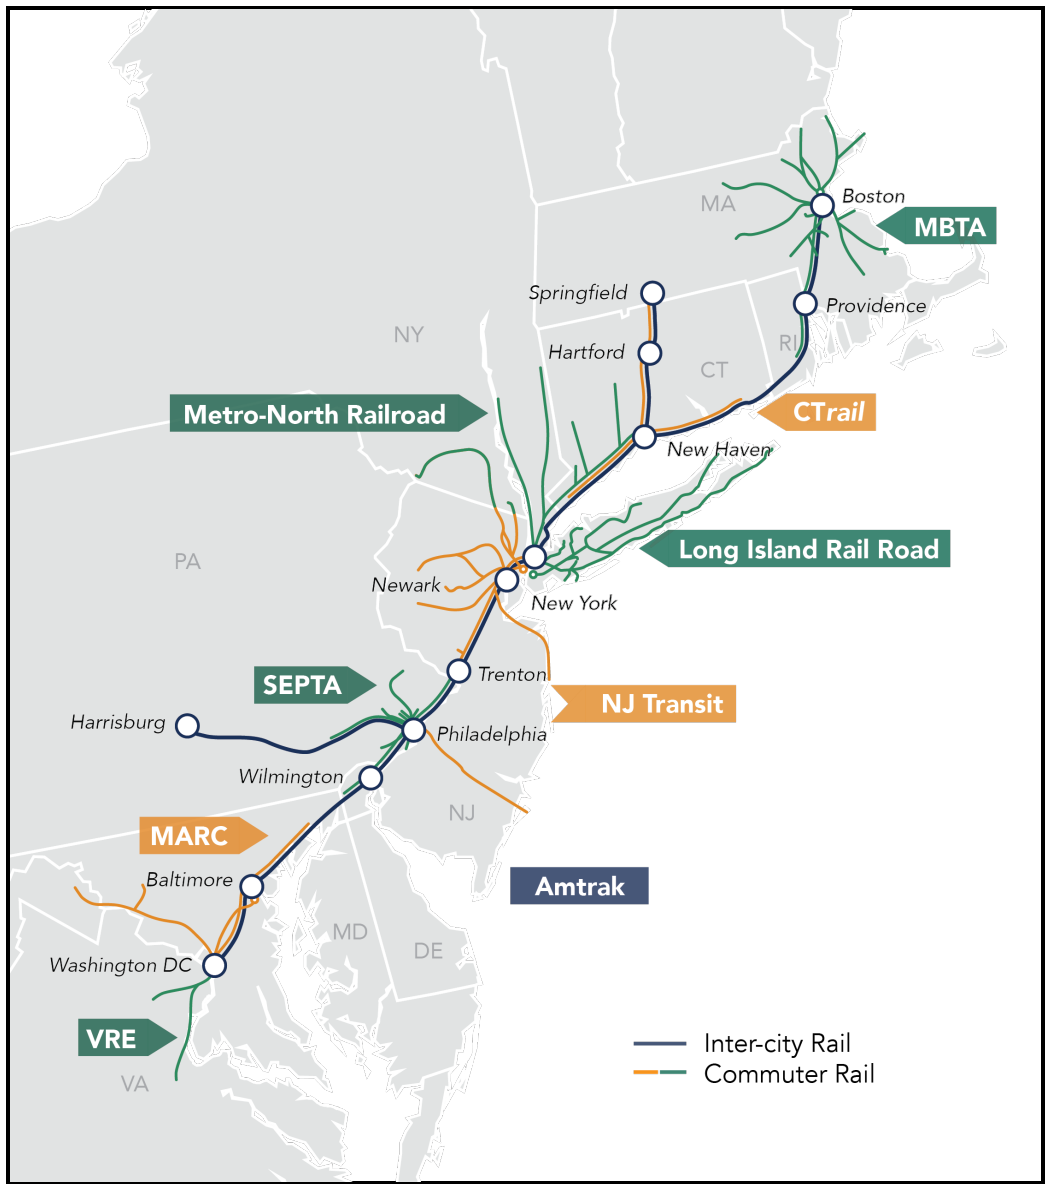 Boston
MA
MBTA
Springfield
Providence
NY
RI
Hartford
CT
Metro-North Railroad
CTrail
New Haven
Long Island Rail Road
PA
Newark
New York
Trenton
SEPTA
NJ Transit
Harrisburg
Philadelphia
Wilmington
NJ
MARC
Baltimore
Amtrak
MD
DE
Washington DC
VRE
Inter-city Rail
Commuter Rail
VA